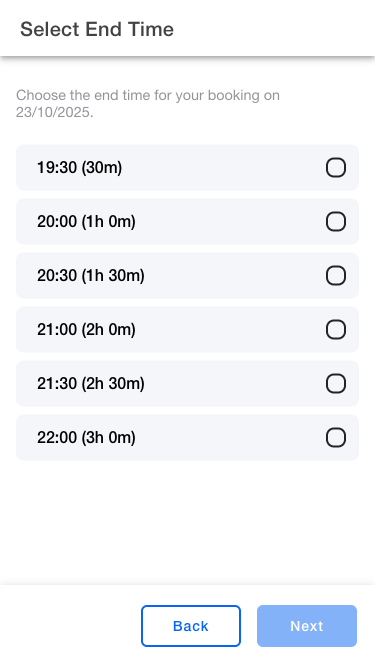 Select End Time
Choose the end time for your booking on
23/10/2025.
19:30 (30m)
20:00 (1h 0m)
20:30 (1h 30m)
21:00 (2h 0m)
21:30 (2h 30m)
22:00 (3h 0m)
Back
Next